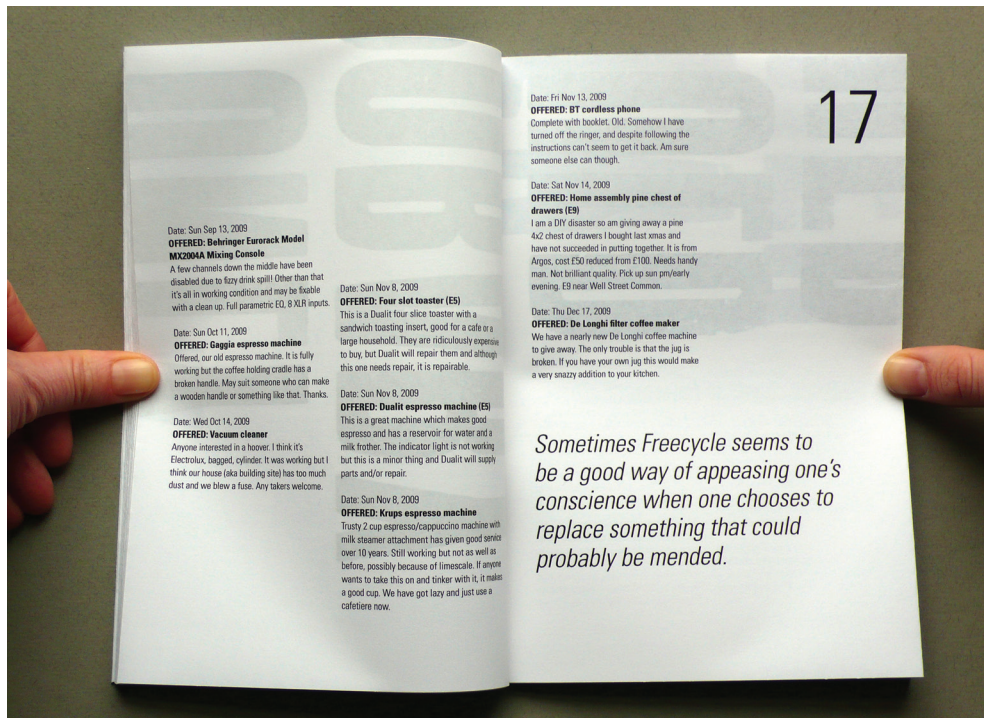 Date: Sun Sep 13, 2009
OFFERED: Behringer Eurorack Model
MX2004A Mixing Console
A few channels down the middle have been
disabled due to fizzy drink spill! Other than that
it's all in working condition and may be fixable
with a clean up. Full parametric EQ, 8 XLR inputs.
Date: Sun Oct 11, 2009
OFFERED: Gaggia espresso machine
Offered, our old espresso machine. It is fully
working but the coffee holding cradle has a
broken handle. May suit someone who can make
a wooden handle or something like that. Thanks.
Date: Wed Oct 14, 2009
OFFERED: Vacuum cleaner
Anyone interested in a hoover. I think it's
Electrolux, bagged, cylinder. It was working but I
think our house (aka building site) has too much
dust and we blew a fuse. Any takers welcome.
Date: Sun Nov 8, 2009
OFFERED: Four slot toaster (E5)
This is a Dualit four slice toaster with a
sandwich toasting insert, good for a cafe or a
large household. They are ridiculously expensive
to buy, but Dualit will repair them and although
this one needs repair, it is repairable.
Date: Sun Nov 8, 2009
OFFERED: Dualit espresso machine (E5)
This is a great machine which makes good
espresso and has a reservoir for water and a
milk frother. The indicator light is not working
but this is a minor thing and Dualit will supply
parts and/or repair.
Date: Sun Nov 8, 2009
OFFERED: Krups espresso machine
Trusty 2 cup espresso/cappuccino machine with
milk steamer attachment has given good service
over 10 years. Still working but not as well as
before, possibly because of limescale. If anyone
wants to take this on and tinker with it, it makes
a good cup. We have got lazy and just use a
cafetiere now.
Date: Fri Nov 13, 2009
OFFERED: BT cordless phone
Complete with booklet. Old. Somehow I have
turned off the ringer, and despite following the
instructions can't seem to get it back. Am sure
someone else can though.
Date: Sat Nov 14, 2009
OFFERED: Home assembly pine chest of
drawers (E9)
I am a DIY disaster so am giving away a pine
4x2 chest of drawers I bought last xmas and
have not succeeded in putting together. It is from
Argos, cost £50 reduced from £100. Needs handy
man. Not brilliant quality. Pick up sun pm/early
evening. E9 near Well Street Common.
Date: Thu Dec 17, 2009
OFFERED: De Longhi filter coffee maker
We have a nearly new De Longhi coffee machine
to give away. The only trouble is that the jug is
broken. If you have your own jug this would make
a very snazzy addition to your kitchen.
17
Sometimes Freecycle seems to
be a good way of appeasing one's
conscience when one chooses to
replace something that could
probably be mended.